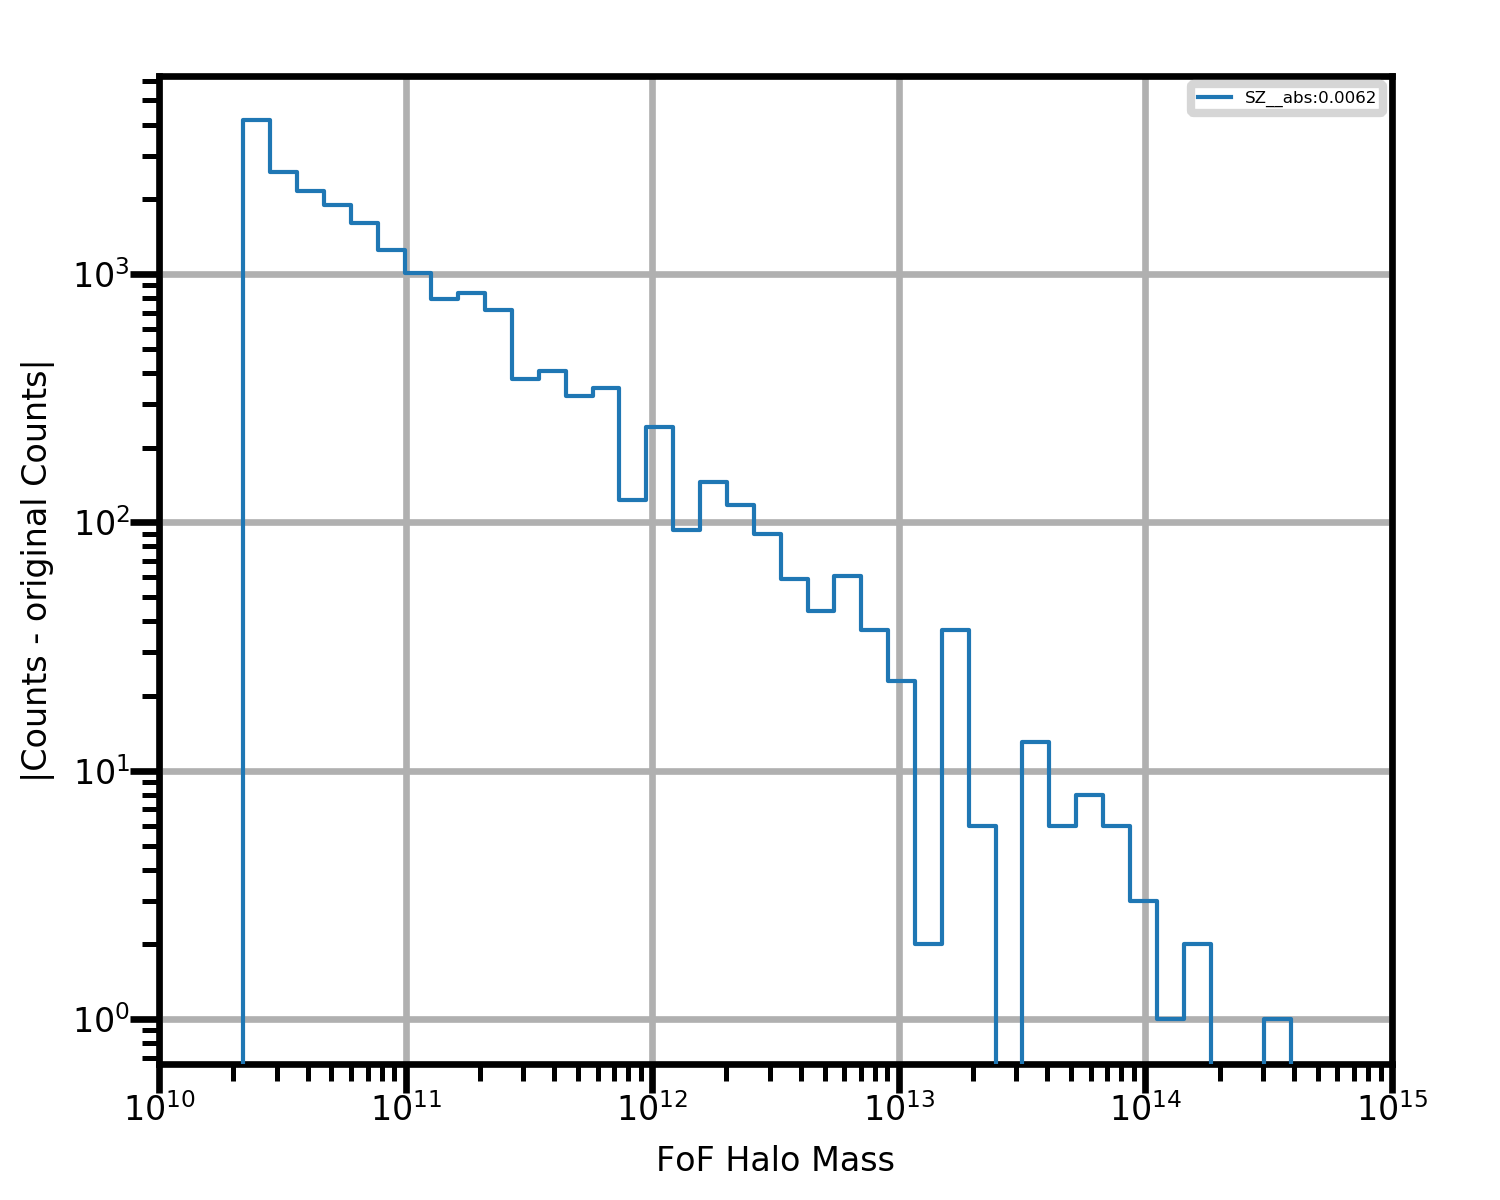 SZ__abs:0.0062
|Counts - original Counts|
10³
10²
10¹
10⁰
10¹⁰ 10¹¹ 10¹² 10¹³ 10¹⁴ 10¹⁵
FoF Halo Mass